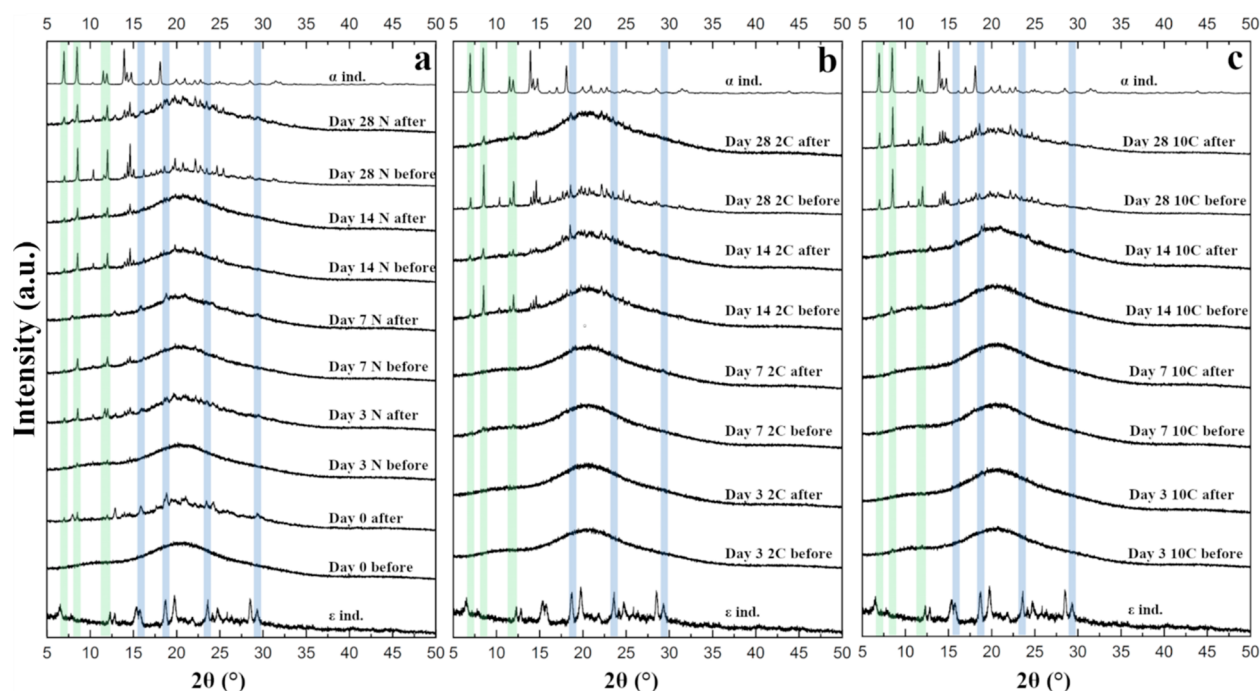 5 10 15 20 25 30 35 40 45 50
5 10 15 20 25 30 35 40 45 50
5 10 15 20 25 30 35 40 45 50
Intensity (a.u.)
a
α ind.
Day 28 N after
Day 28 N before
Day 14 N after
Day 14 N before
Day 7 N after
Day 7 N before
Day 3 N after
Day 3 N before
Day 0 after
Day 0 before
ε ind.
5 10 15 20 25 30 35 40 45 50
2θ (°)
b
α ind.
Day 28 2C after
Day 28 2C before
Day 14 2C after
Day 14 2C before
Day 7 2C after
Day 7 2C before
Day 3 2C after
Day 3 2C before
ε ind.
5 10 15 20 25 30 35 40 45 50
2θ (°)
c
α ind.
Day 28 10C after
Day 28 10C before
Day 14 10C after
Day 14 10C before
Day 7 10C after
Day 7 10C before
Day 3 10C after
Day 3 10C before
ε ind.
5 10 15 20 25 30 35 40 45 50
2θ (°)